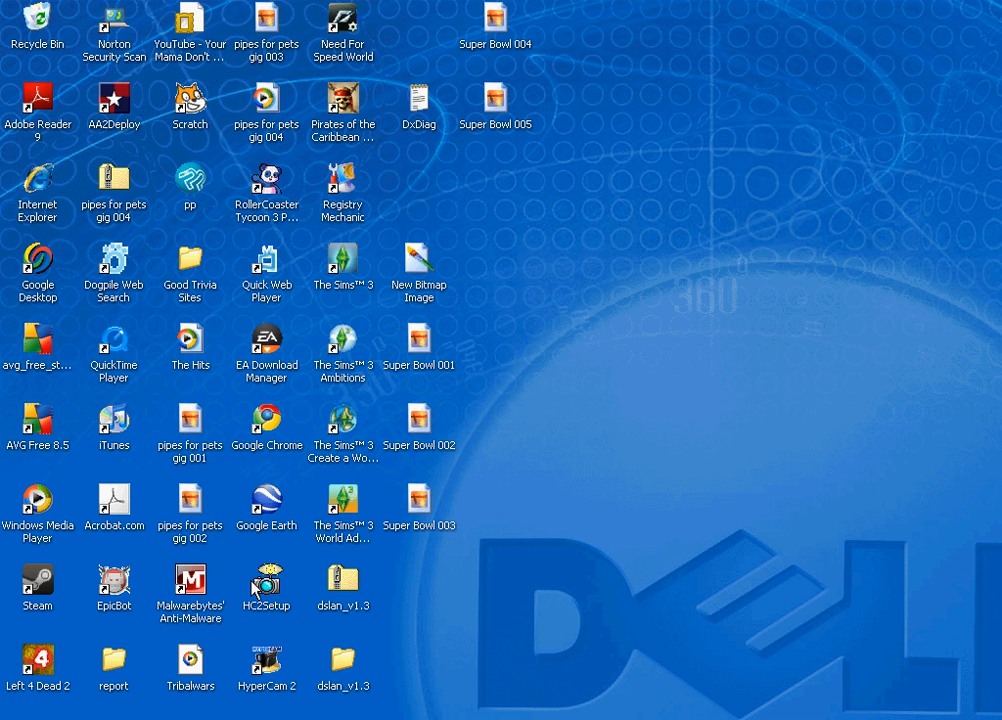 Recycle Bin
Norton
Security Scan
YouTube - Your
Mama Don't ...
pipes for pets
gig 003
Need For
Speed World
Super Bowl 004
Adobe Reader
9
AA2Deploy
Scratch
pipes for pets
gig 004
Pirates of the
Caribbean ...
DxDiag
Super Bowl 005
Internet
Explorer
pipes for pets
gig 004
pp
RollerCoaster
Tycoon 3 P...
Registry
Mechanic
Google
Desktop
Dogpile Web
Search
Good Trivia
Sites
Quick Web
Player
The Sims™ 3
New Bitmap
Image
360
avg_free_st...
QuickTime
Player
The Hits
EA
EA Download
Manager
The Sims™ 3
Ambitions
Super Bowl 001
AVG Free 8.5
iTunes
pipes for pets
gig 001
Google Chrome
The Sims™ 3
Create a Wo...
Super Bowl 002
Windows Media
Player
Acrobat.com
pipes for pets
gig 002
Google Earth
The Sims™ 3
World Ad...
Super Bowl 003
Steam
EpicBot
Malwarebytes'
Anti-Malware
HC2Setup
dslan_v1.3
Left 4 Dead 2
report
Tribalwars
HyperCam 2
dslan_v1.3
DELL